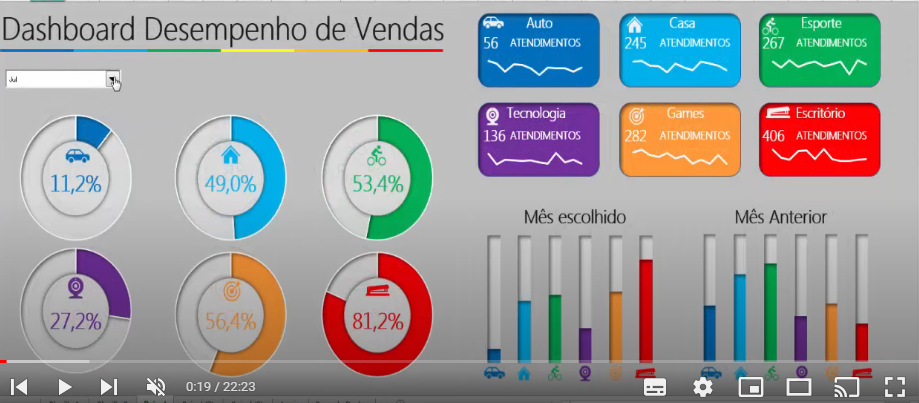 Dashboard Desempenho de Vendas
Jul
Auto
56 ATENDIMENTOS
Casa
245 ATENDIMENTOS
Esporte
267 ATENDIMENTOS
Tecnologia
136 ATENDIMENTOS
Games
282 ATENDIMENTOS
Escritório
406 ATENDIMENTOS
11,2%
49,0%
53,4%
27,2%
56,4%
81,2%
Mês escolhido
Mês Anterior
0:19 / 22:23